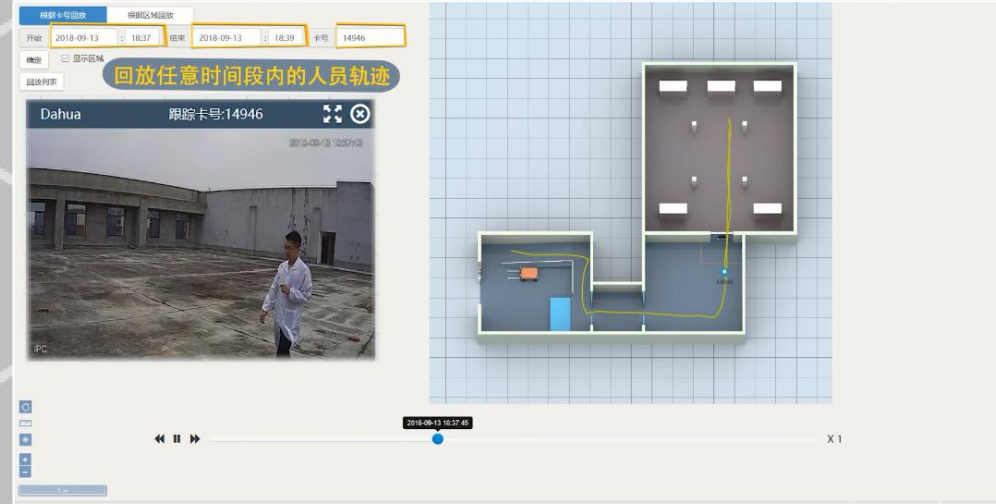 根据卡号回放 根据区域回放
开始 2018-09-13 : 18:37 结束 2018-09-13 : 18:39 卡号 14946
确定 显示区域
回放列表
回放任意时间段内的人员轨迹
Dahua 跟踪卡号:14946
IPC
14946
2018-09-13 18:37:45
X 1
5 m